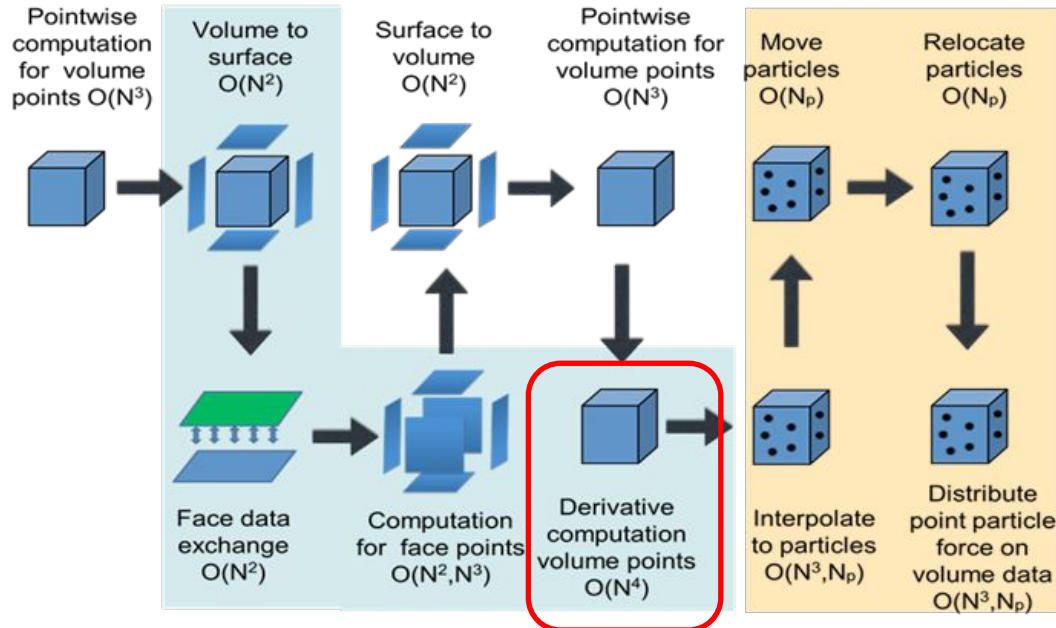 Pointwise
computation
for volume
points O(N³)
Volume to
surface
O(N²)
Surface to
volume
O(N²)
Pointwise
computation for
volume points
O(N³)
Move
particles
O(Nₚ)
Relocate
particles
O(Nₚ)
Face data
exchange
O(N²)
Computation
for face points
O(N²,N³)
Derivative
computation
volume points
O(N⁴)
Interpolate
to particles
O(N³,Nₚ)
Distribute
point particle
force on
volume data
O(N³,Nₚ)